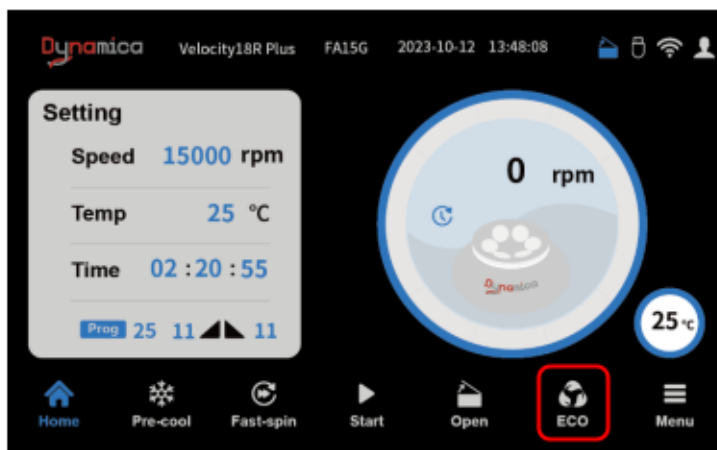 Dynamica Velocity18R Plus FA15G 2023-10-12 13:48:08
Setting
Speed 15000 rpm
Temp 25 °C
Time 02 : 20 : 55
Prog 25 11 11
0 rpm
Dynamica
25 °C
Home Pre-cool Fast-spin Start Open ECO Menu